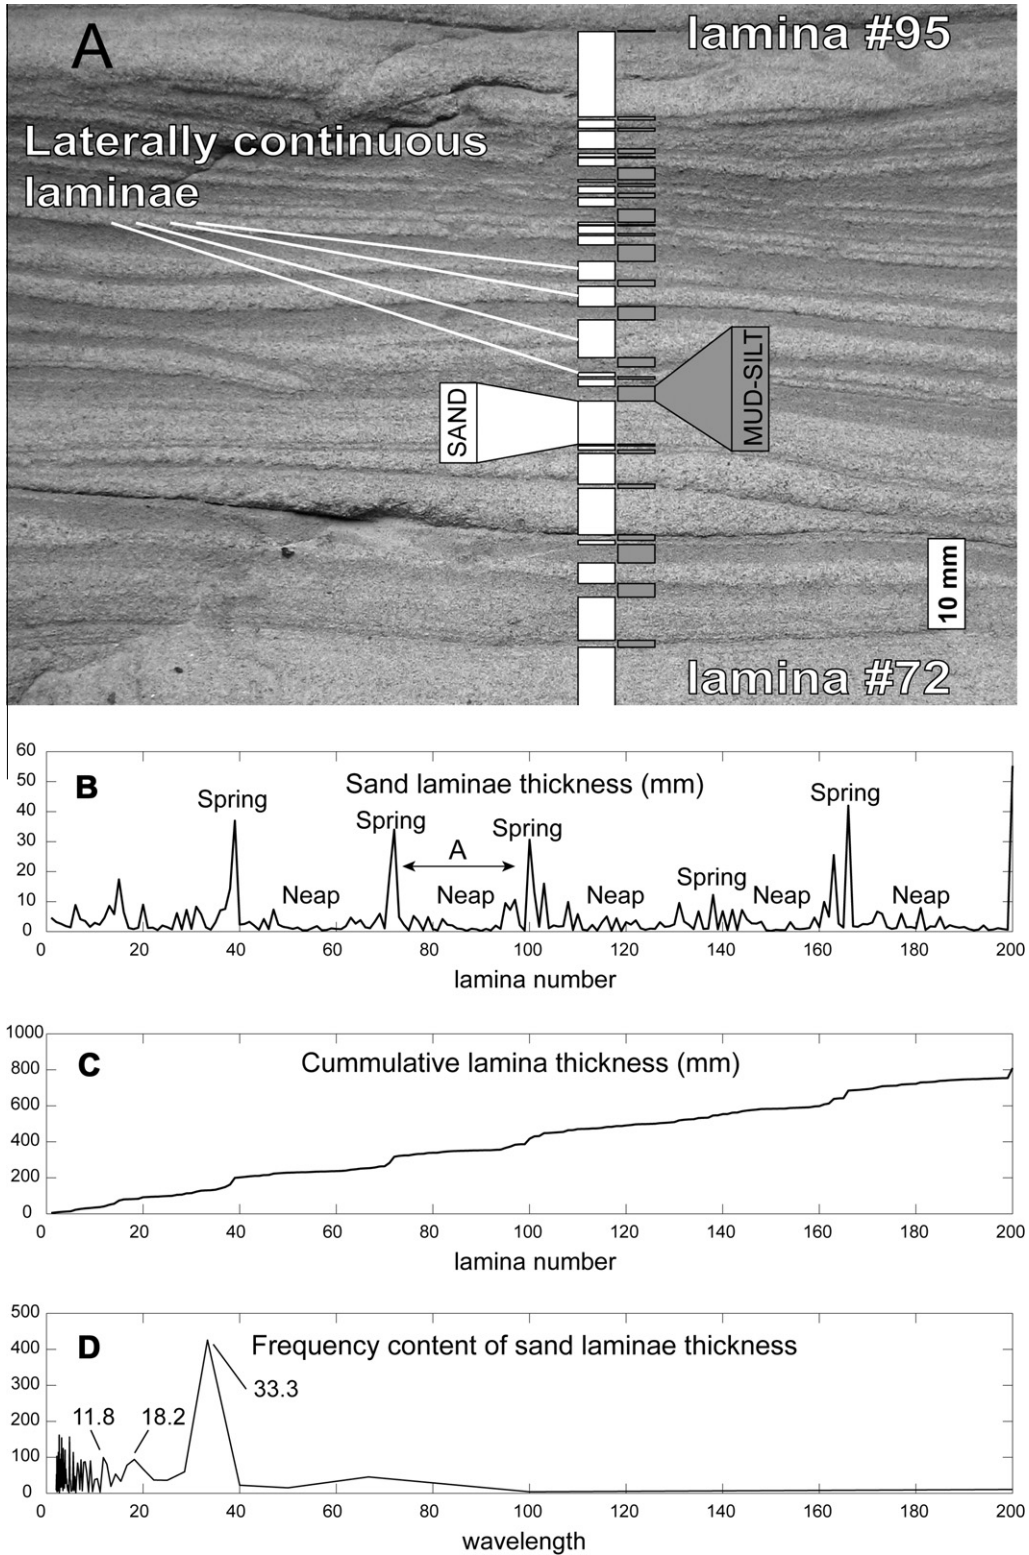 A
lamina #95
Laterally continuous
laminae
SAND
MUD-SILT
10 mm
lamina #72
60
50
40
30
20
10
0
B
Sand laminae thickness (mm)
Spring
Spring
Spring
Spring
Spring
A
Neap
Neap
Neap
Neap
Neap
0 20 40 60 80 100 120 140 160 180 200
lamina number
1000
800
600
400
200
0
C
Cummulative lamina thickness (mm)
0 20 40 60 80 100 120 140 160 180 200
lamina number
500
400
300
200
100
0
D
Frequency content of sand laminae thickness
33.3
11.8
18.2
0 20 40 60 80 100 120 140 160 180 200
wavelength